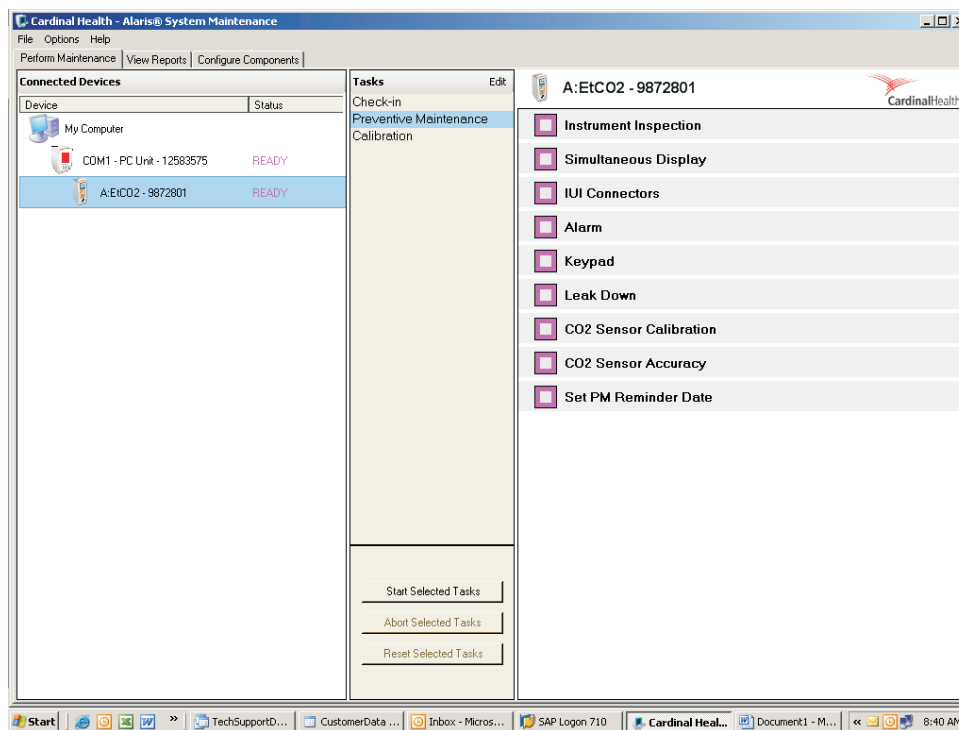 Cardinal Health - Alaris® System Maintenance
File Options Help
Perform Maintenance View Reports Configure Components
Connected Devices
Device Status
My Computer
COM1 - PC Unit - 12583575 READY
A:EtCO2 - 9872801 READY
Tasks Edit
Check-in
Preventive Maintenance
Calibration
Start Selected Tasks
Abort Selected Tasks
Reset Selected Tasks
A:EtCO2 - 9872801
CardinalHealth
Instrument Inspection
Simultaneous Display
IUI Connectors
Alarm
Keypad
Leak Down
CO2 Sensor Calibration
CO2 Sensor Accuracy
Set PM Reminder Date
Start » TechSupportD... CustomerData ... Inbox - Micros... SAP Logon 710 Cardinal Heal... Document1 - M... « 8:40 AM